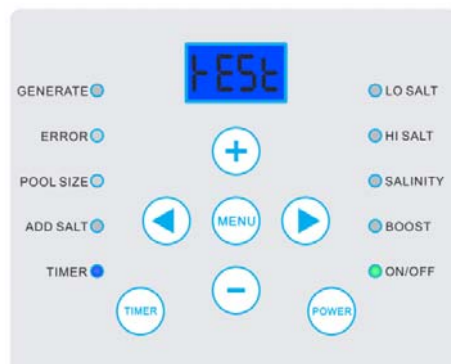 tESt
GENERATE
LO SALT
ERROR
+
HI SALT
POOL SIZE
SALINITY
ADD SALT
MENU
BOOST
TIMER
−
ON/OFF
TIMER
POWER